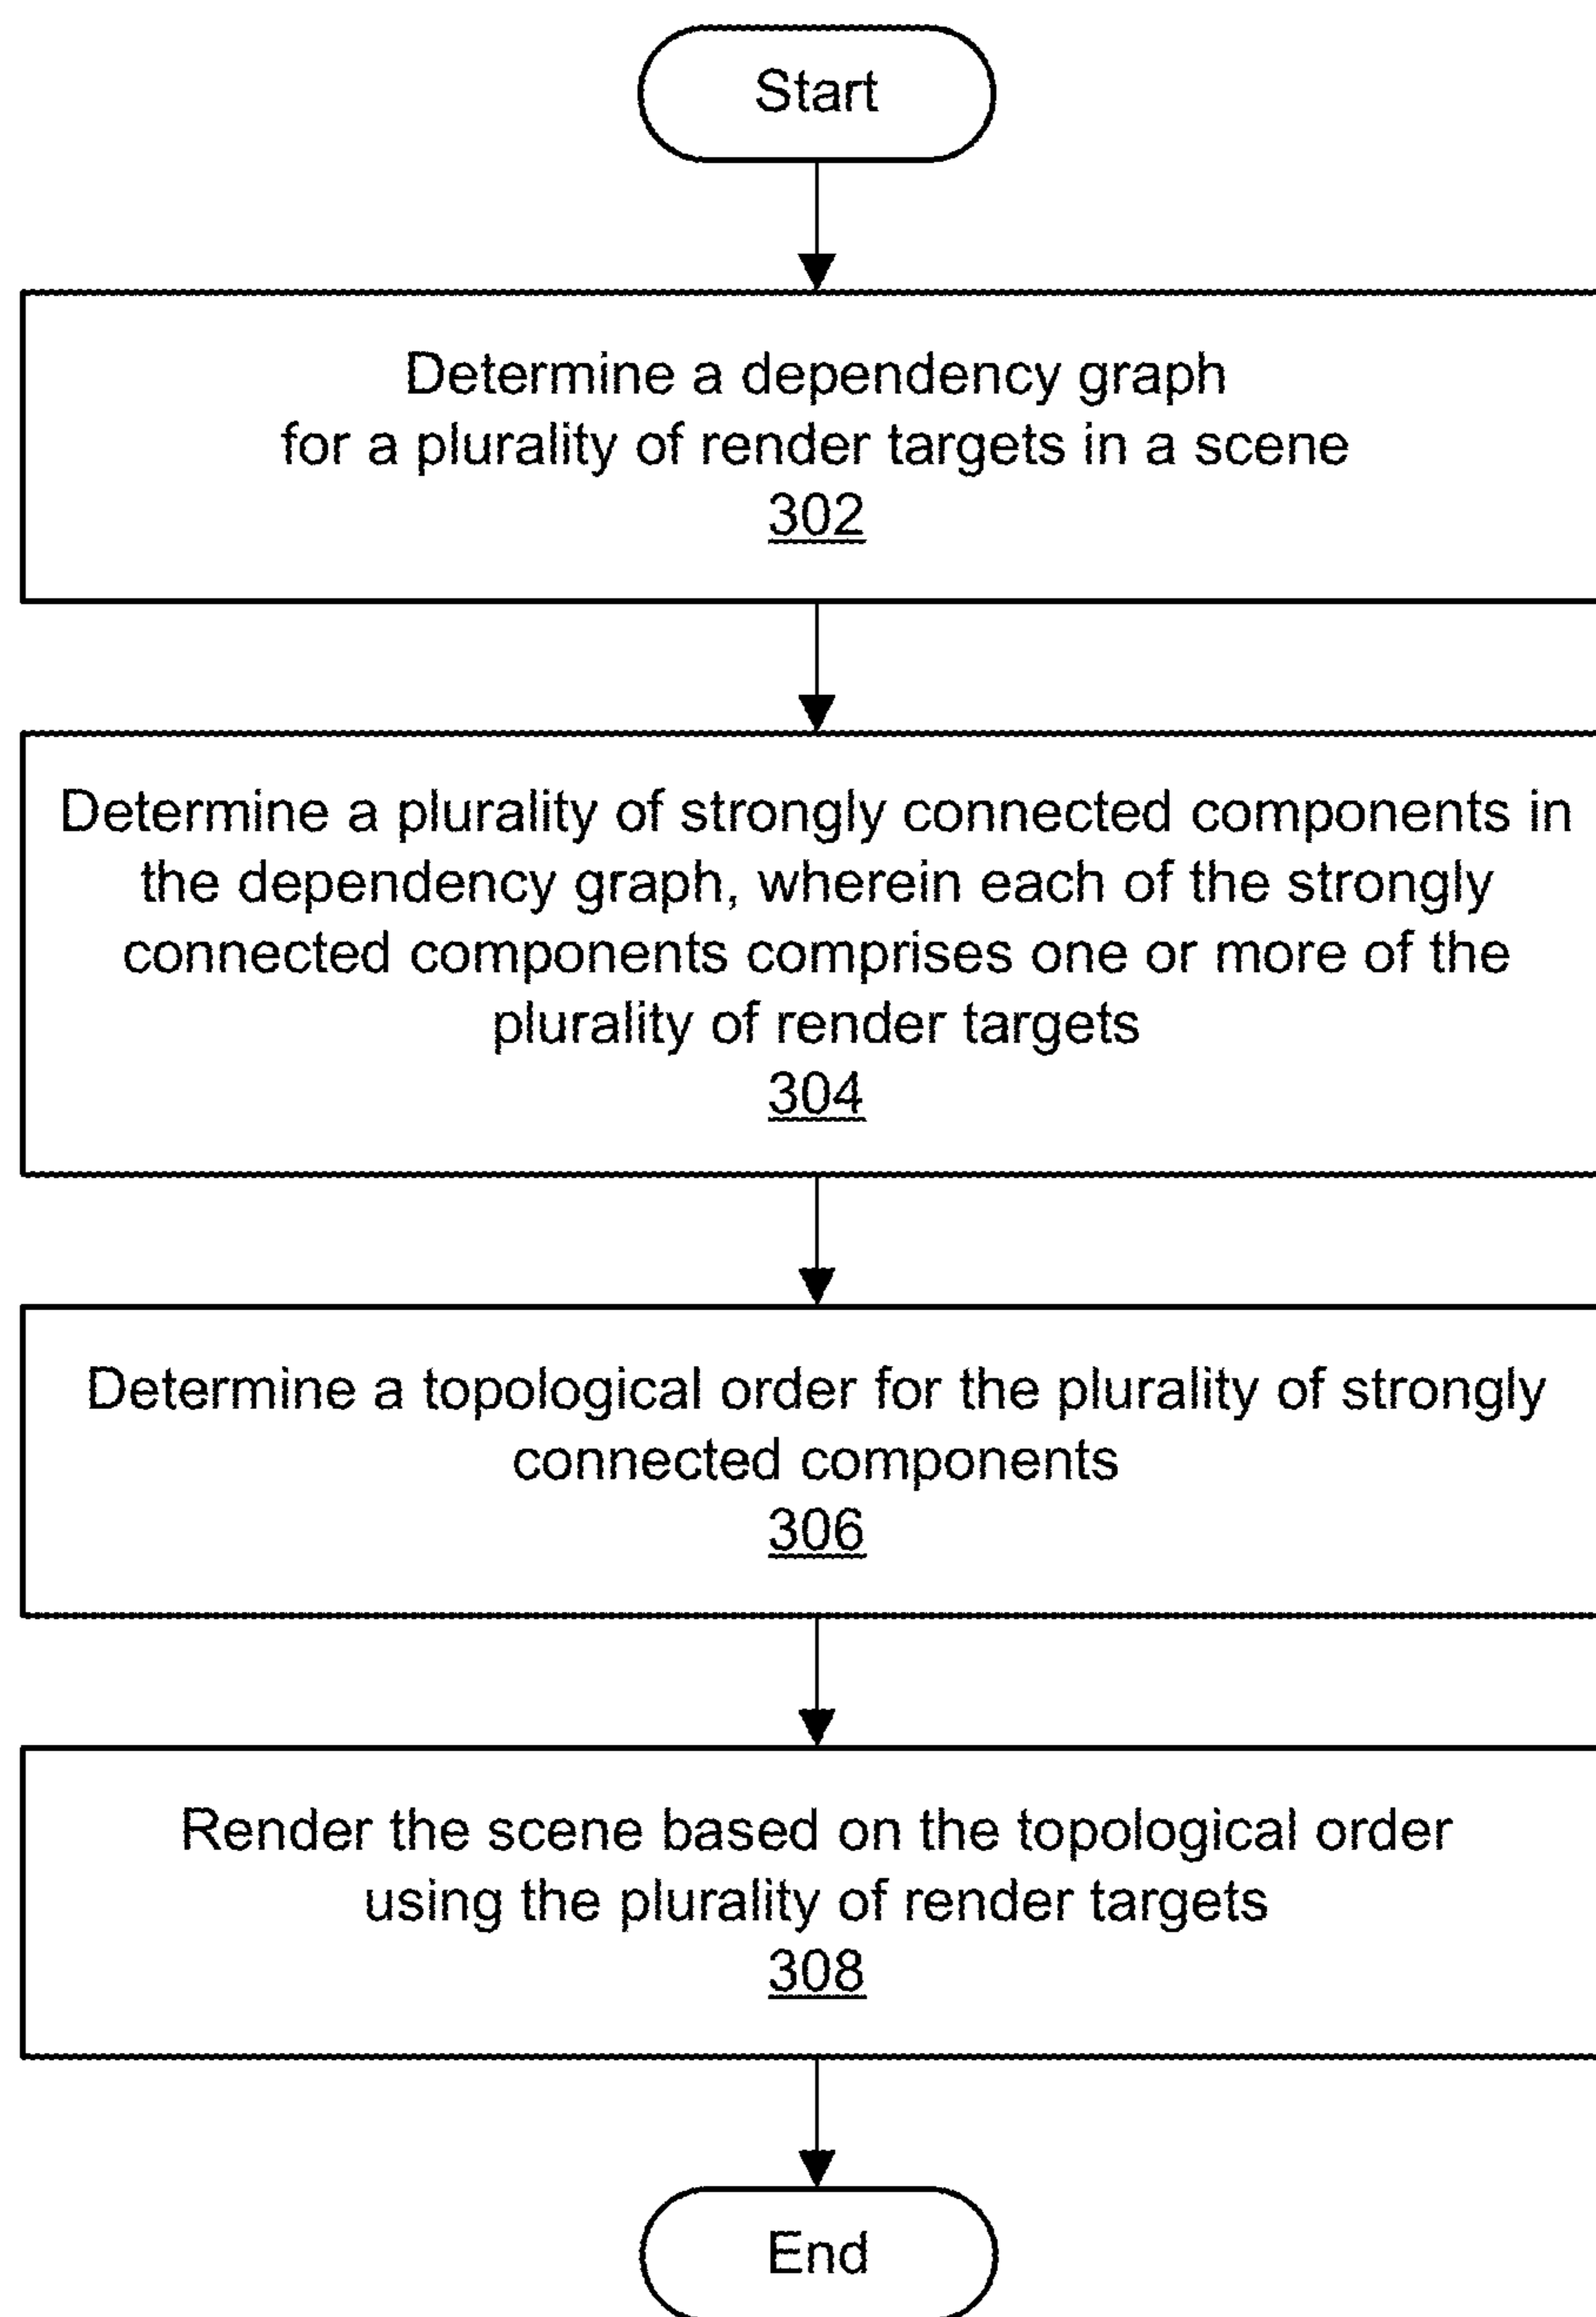 Start
Determine a dependency graph
for a plurality of render targets in a scene
302
Determine a plurality of strongly connected components in
the dependency graph, wherein each of the strongly
connected components comprises one or more of the
plurality of render targets
304
Determine a topological order for the plurality of strongly
connected components
306
Render the scene based on the topological order
using the plurality of render targets
308
End